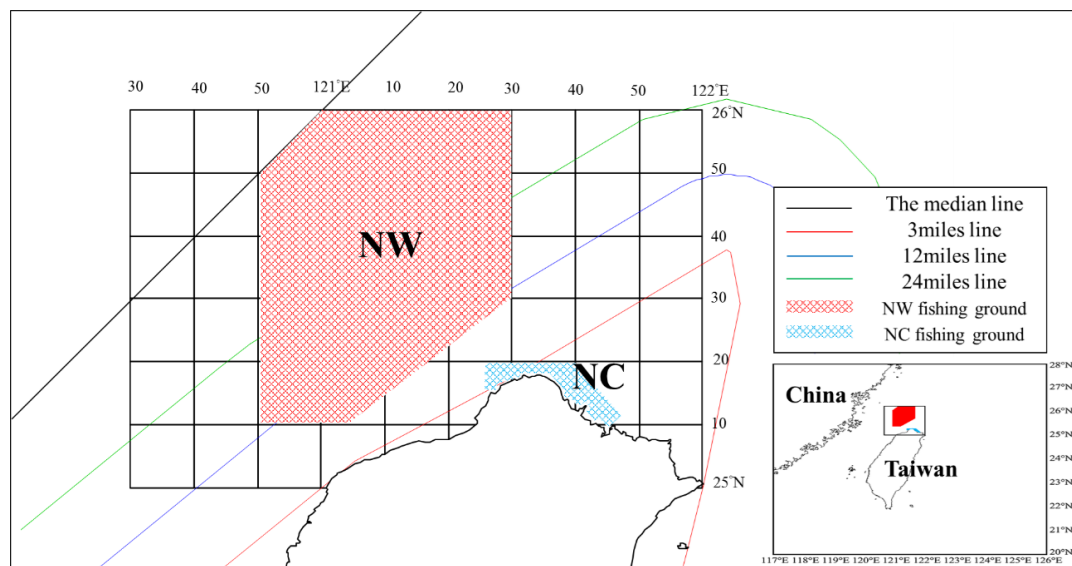 30 40 50 121°E 10 20 30 40 50 122°E
26°N
50
40
30
20
10
25°N
NW
NC
The median line
3miles line
12miles line
24miles line
NW fishing ground
NC fishing ground
China
Taiwan
28°N
27°N
26°N
25°N
24°N
23°N
22°N
21°N
20°N
117°E 118°E 119°E 120°E 121°E 122°E 123°E 124°E 125°E 126°E